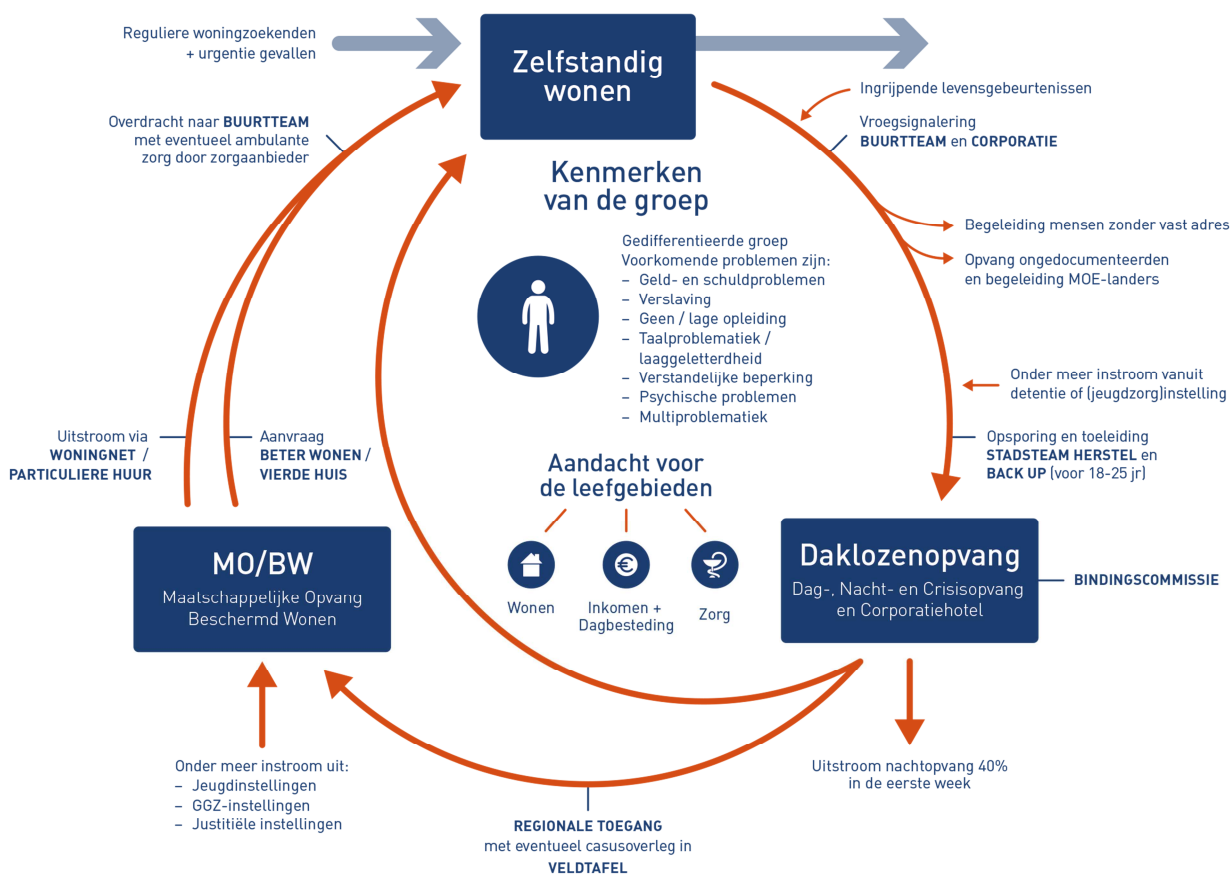 Reguliere woningzoekenden
+ urgentie gevallen
Zelfstandig
wonen
Ingrijpende levensgebeurtenissen
Vroegsignalering
BUURTTEAM en CORPORATIE
Overdracht naar BUURTTEAM
met eventueel ambulante
zorg door zorgaanbieder
Kenmerken
van de groep
Gedifferentieerde groep
Voorkomende problemen zijn:
– Geld- en schuldproblemen
– Verslaving
– Geen / lage opleiding
– Taalproblematiek /
laaggeletterdheid
– Verstandelijke beperking
– Psychische problemen
– Multiproblematiek
Begeleiding mensen zonder vast adres
Opvang ongedocumenteerden
en begeleiding MOE-landers
Onder meer instroom vanuit
detentie of (jeugdzorg)instelling
Opsporing en toeleiding
STADSTEAM HERSTEL en
BACK UP (voor 18-25 jr)
Uitstroom via
WONINGNET /
PARTICULIERE HUUR
Aanvraag
BETER WONEN /
VIERDE HUIS
Aandacht voor
de leefgebieden
Wonen
Inkomen +
Dagbesteding
Zorg
MO/BW
Maatschappelijke Opvang
Beschermd Wonen
Daklozenopvang
Dag-, Nacht- en Crisisopvang
en Corporatiehotel
BINDINGSCOMMISSIE
Onder meer instroom uit:
– Jeugdinstellingen
– GGZ-instellingen
– Justitiële instellingen
Uitstroom nachtopvang 40%
in de eerste week
REGIONALE TOEGANG
met eventueel casusoverleg in
VELDTAFEL